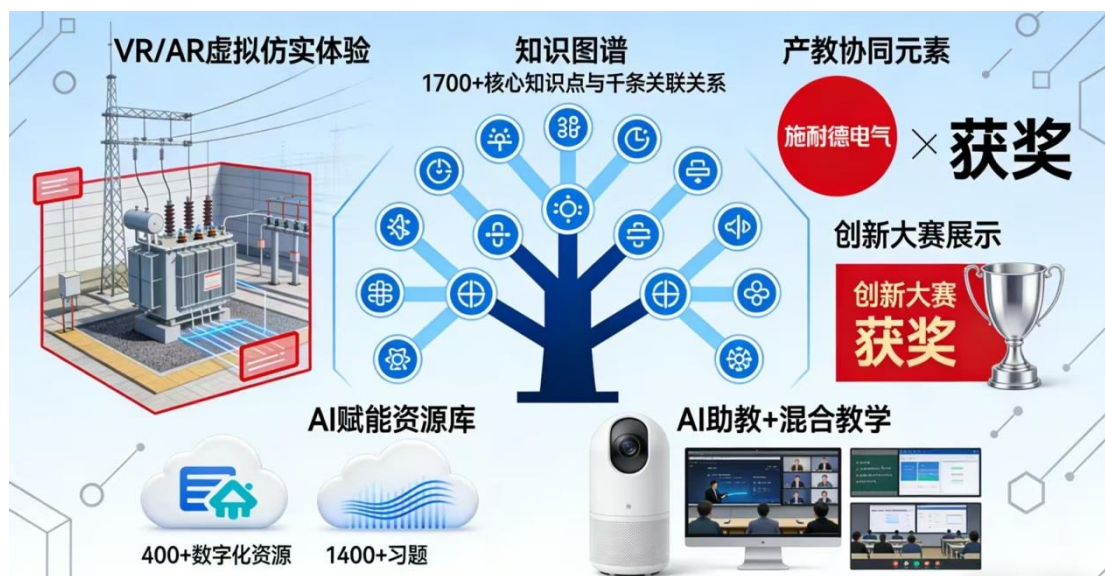 VR/AR虚拟仿实体验
知识图谱
1700+核心知识点与千条关联关系
产教协同元素
施耐德电气
×
获奖
创新大赛展示
创新大赛
获奖
AI赋能资源库
400+数字化资源
1400+习题
AI助教+混合教学